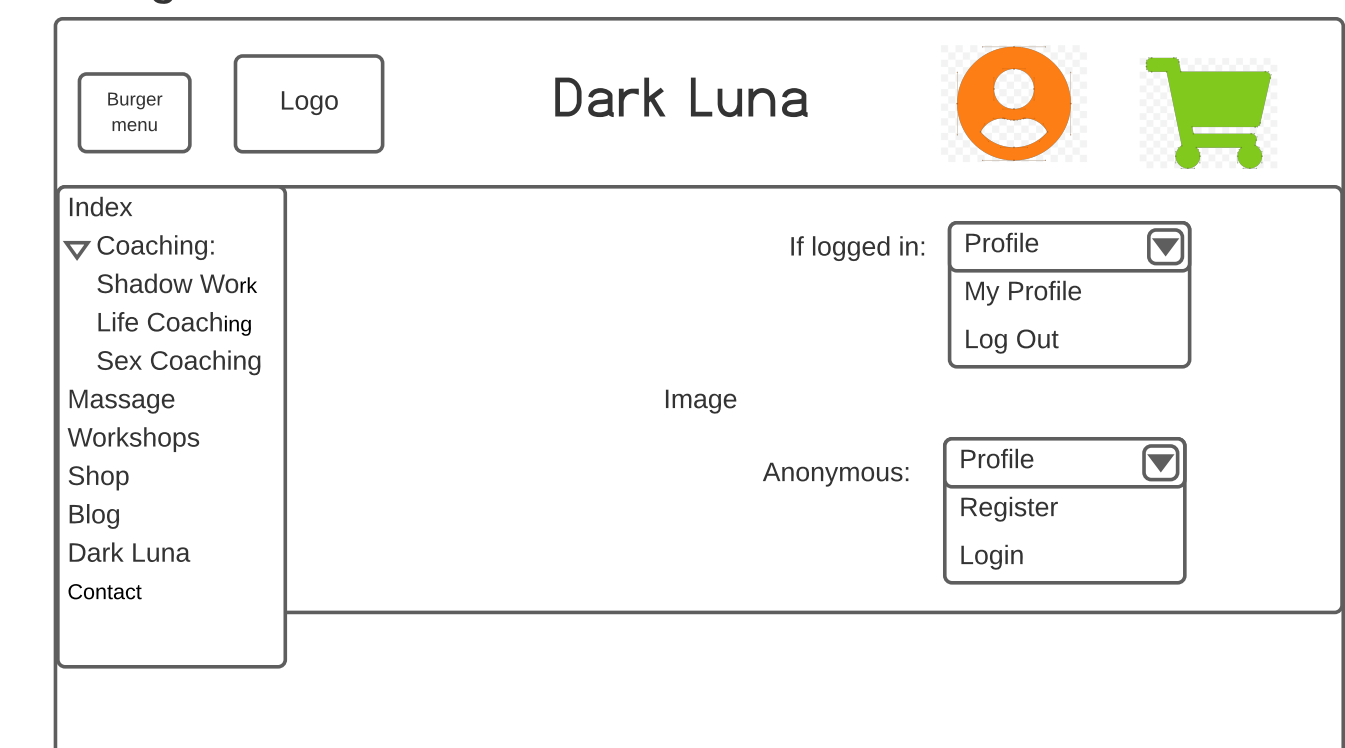 Burger
menu
Logo
Dark Luna
Index
Coaching:
Shadow Work
Life Coaching
Sex Coaching
Massage
Workshops
Shop
Blog
Dark Luna
Contact
If logged in:
Profile
My Profile
Log Out
Image
Anonymous:
Profile
Register
Login